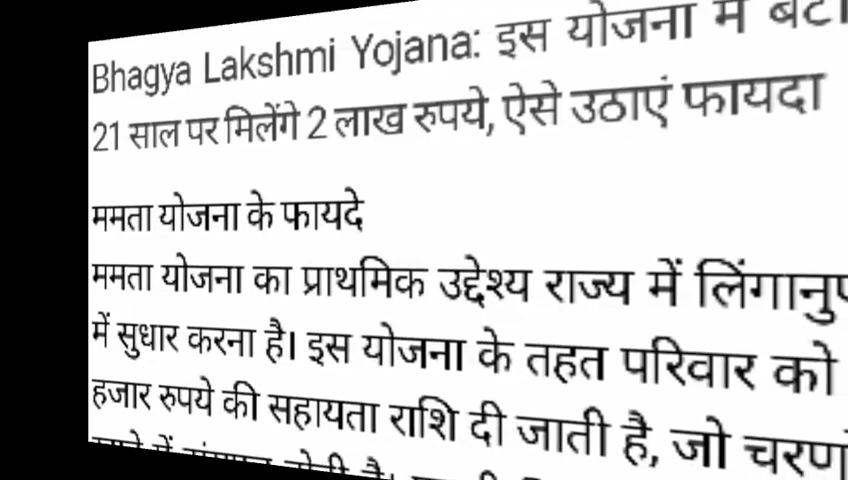 Bhagya Lakshmi Yojana: इस योजना में
21 साल पर मिलेंगे 2 लाख रुपये, ऐसे उठाएं फायदा
ममता योजना के फायदे
ममता योजना का प्राथमिक उद्देश्य राज्य में
में सुधार करना है। इस योजना के तहत परिवार को
हजार रुपये की सहायता राशि दी जाती है, जो